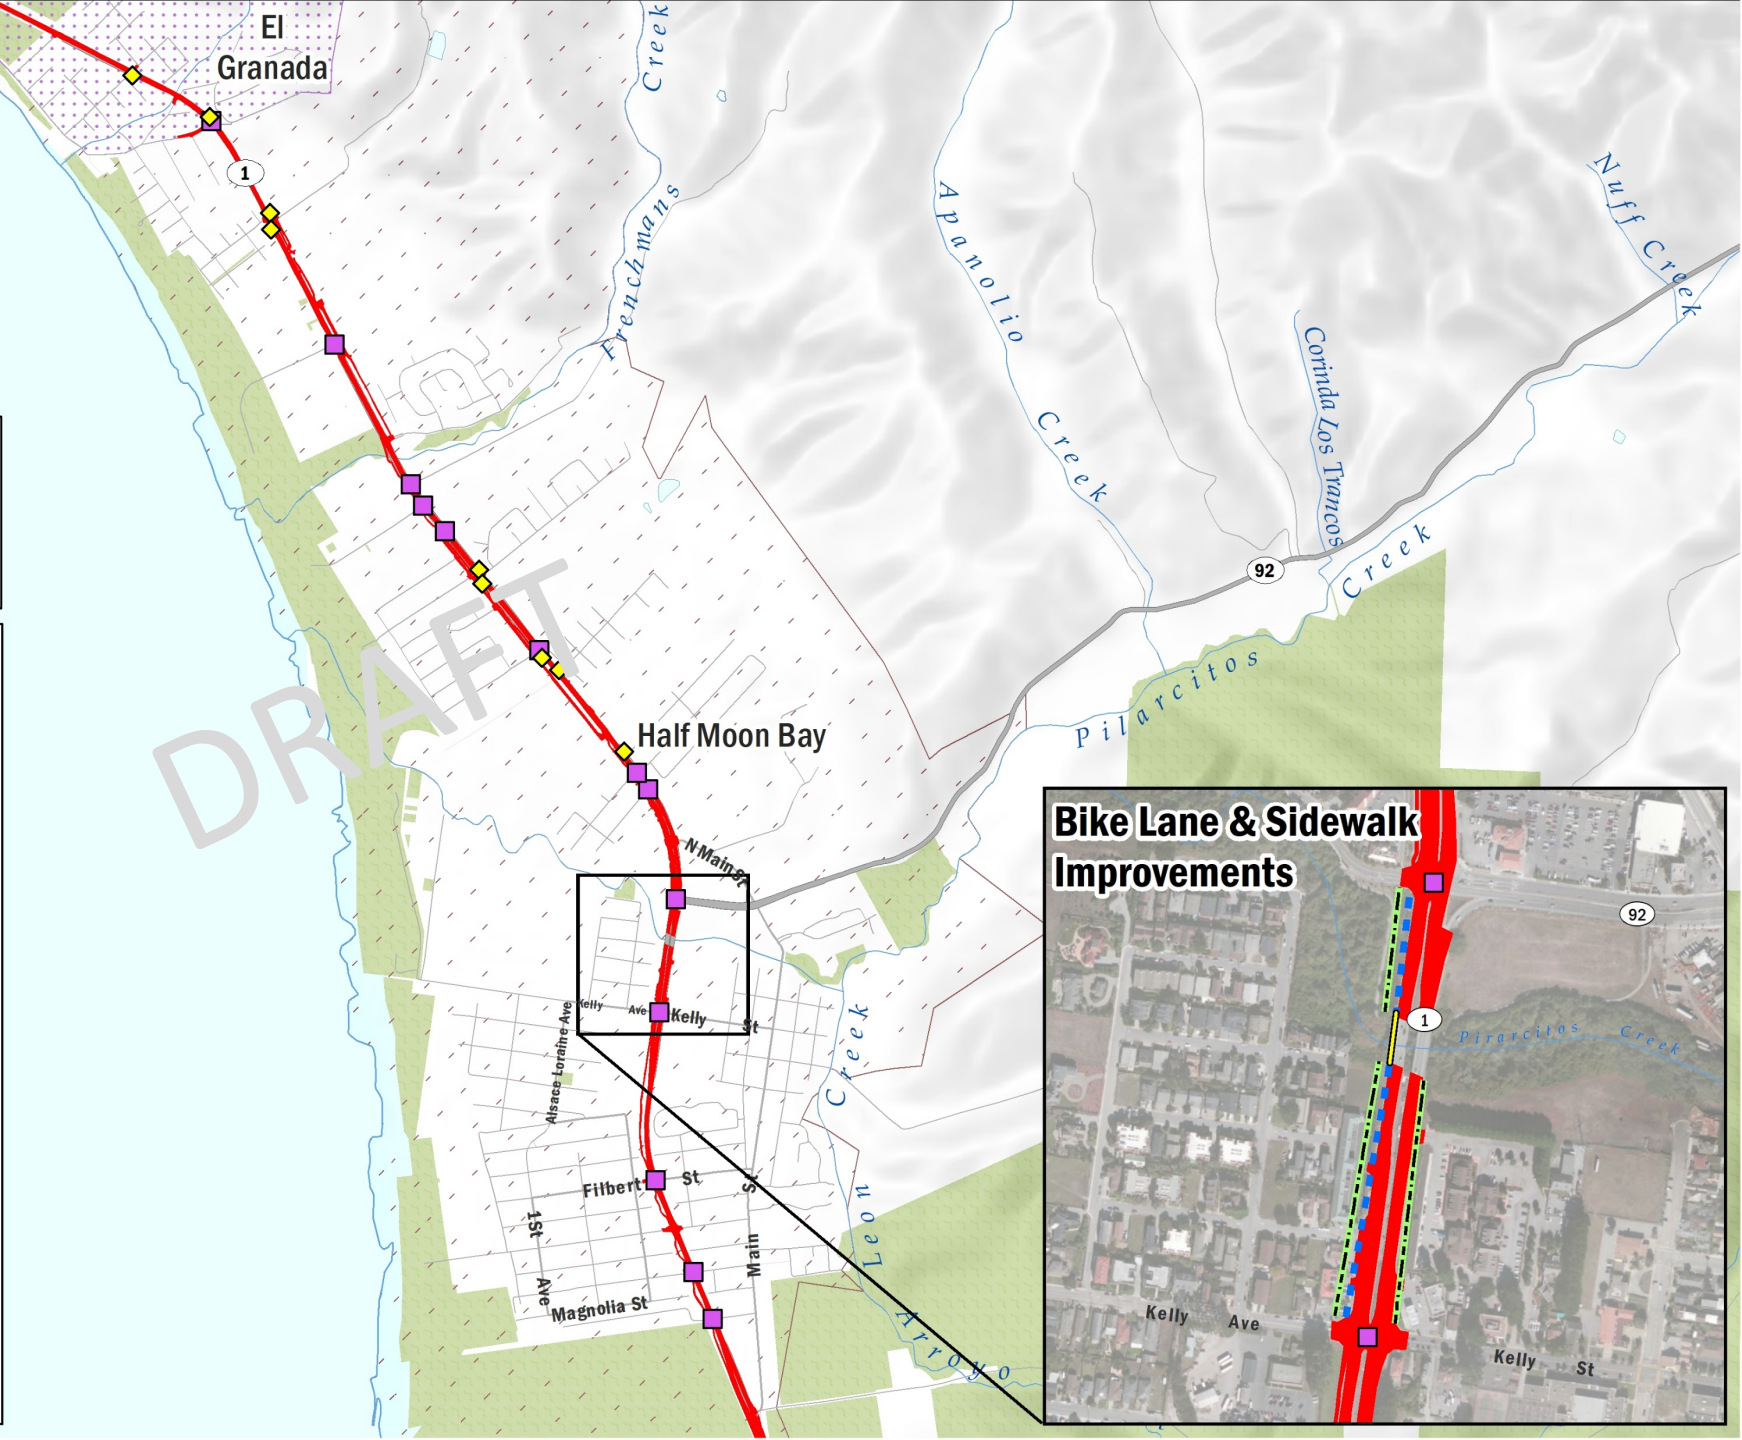 El
Granada
1
Frenchmans
Creek
Apanolio
Creek
Corinda Los Trancos
Creek
Nuff Creek
92
Pilarcitos
DRAFT
Half Moon Bay
N Main St
Kelly
Ave
Kelly
St
Alsace Loraine Ave
Creek
Leon
Arroyo
Filbert
St
St
Main
1St
Ave
Magnolia St
Bike Lane & Sidewalk
Improvements
92
1
Pirarcitos
Creek
Kelly
Ave
Kelly
St